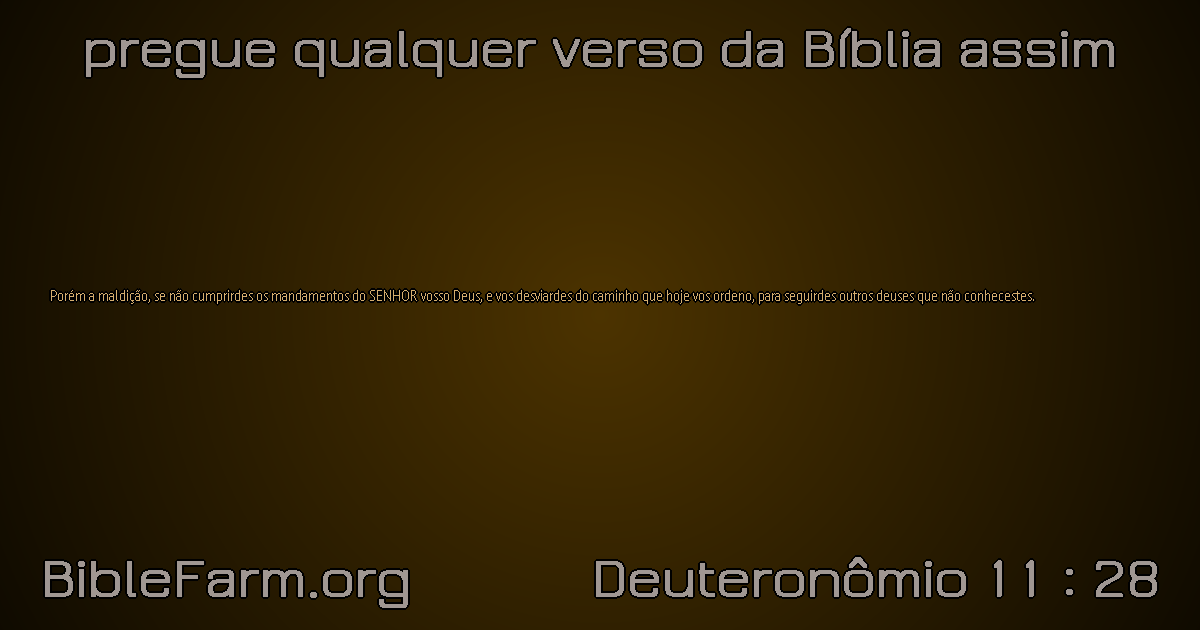 pregue qualquer verso da Bíblia assim
Porém a maldição, se não cumprirdes os mandamentos do SENHOR vosso Deus, e vos desviardes do caminho que hoje vos ordeno, para seguirdes outros deuses que não conhecestes.
BibleFarm.org
Deuteronômio 11 : 28